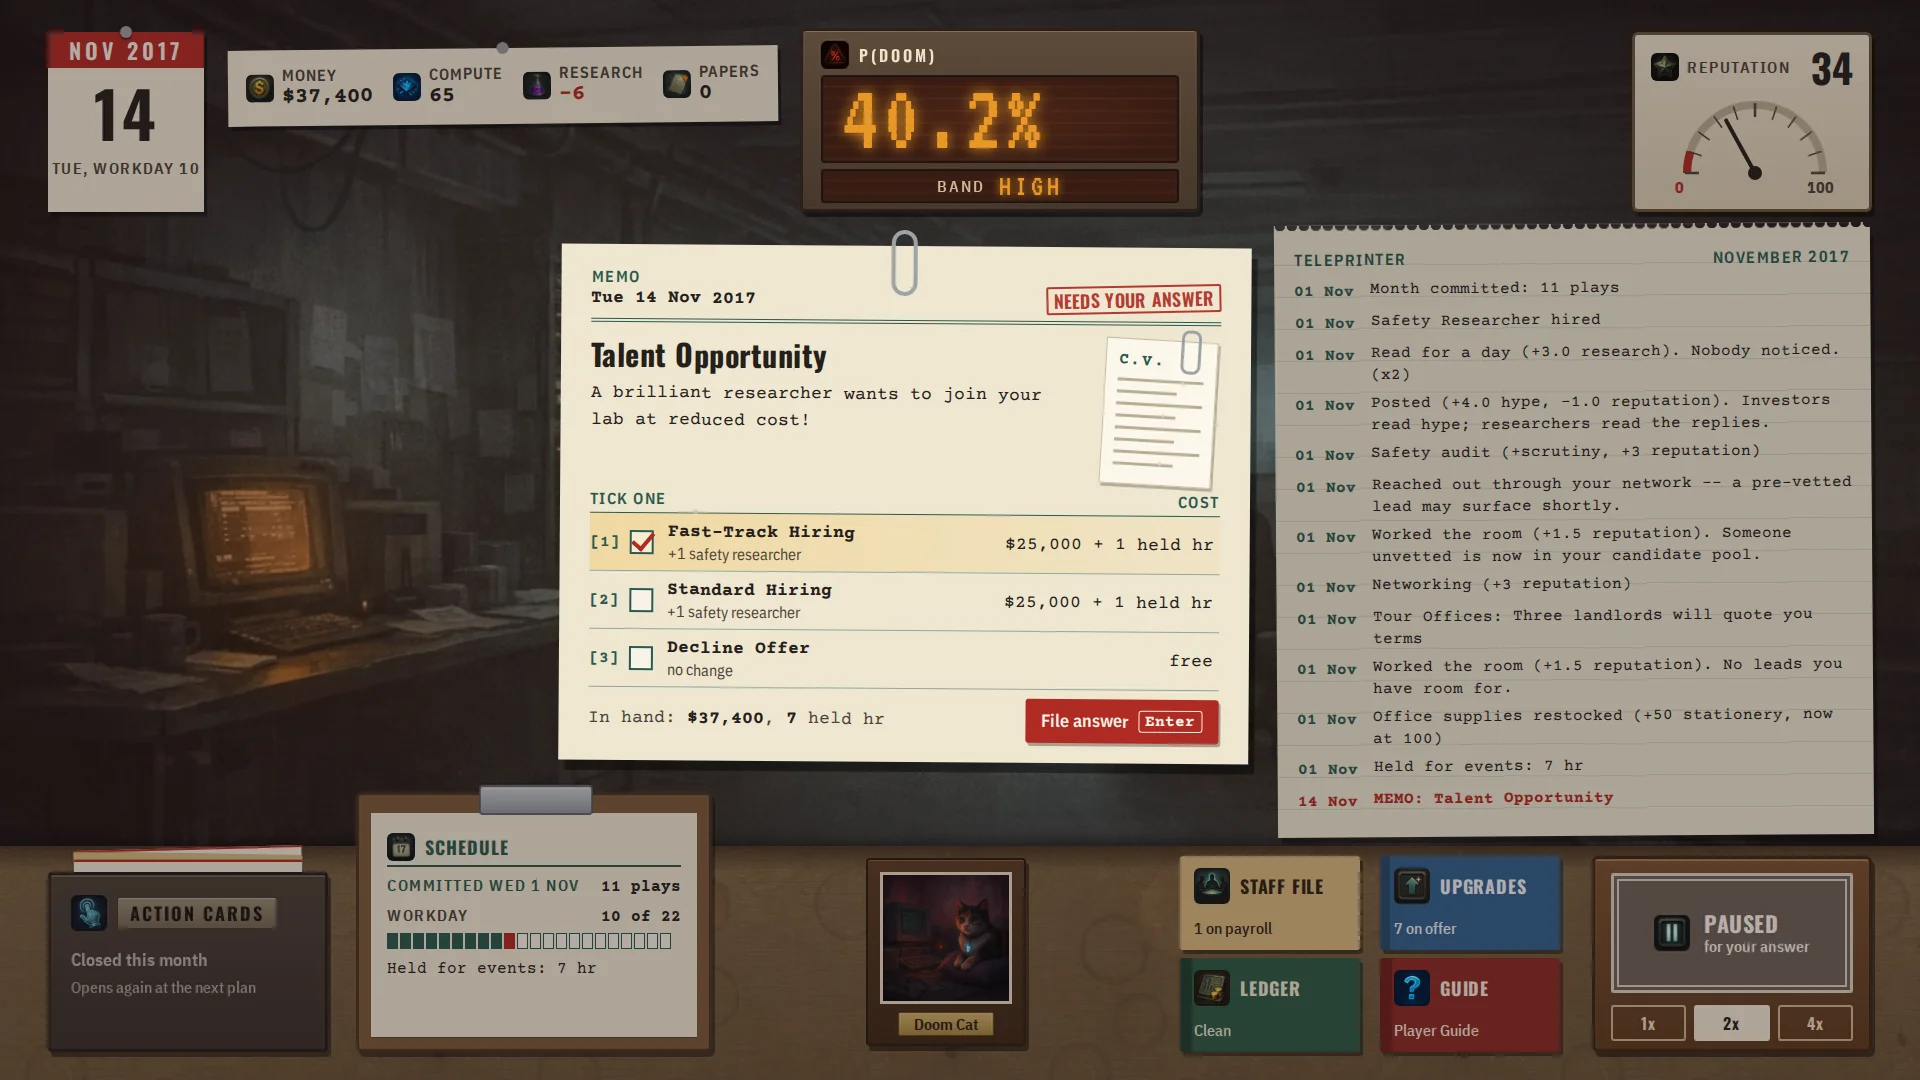 NOV 2017
14
TUE, WORKDAY 10
MONEY
$37,400
COMPUTE
65
RESEARCH
-6
PAPERS
0
P(DOOM)
40.2%
BAND HIGH
REPUTATION 34
0
100
MEMO
Tue 14 Nov 2017
NEEDS YOUR ANSWER
Talent Opportunity
A brilliant researcher wants to join your
lab at reduced cost!
C.V.
TICK ONE
COST
[1] Fast-Track Hiring
+1 safety researcher
$25,000 + 1 held hr
[2] Standard Hiring
+1 safety researcher
$25,000 + 1 held hr
[3] Decline Offer
no change
free
In hand: $37,400, 7 held hr
File answer Enter
TELEPRINTER
NOVEMBER 2017
01 Nov Month committed: 11 plays
01 Nov Safety Researcher hired
01 Nov Read for a day (+3.0 research). Nobody noticed.
(x2)
01 Nov Posted (+4.0 hype, -1.0 reputation). Investors
read hype; researchers read the replies.
01 Nov Safety audit (+scrutiny, +3 reputation)
01 Nov Reached out through your network -- a pre-vetted
lead may surface shortly.
01 Nov Worked the room (+1.5 reputation). Someone
unvetted is now in your candidate pool.
01 Nov Networking (+3 reputation)
01 Nov Tour Offices: Three landlords will quote you
terms
01 Nov Worked the room (+1.5 reputation). No leads you
have room for.
01 Nov Office supplies restocked (+50 stationery, now
at 100)
01 Nov Held for events: 7 hr
14 Nov MEMO: Talent Opportunity
ACTION CARDS
Closed this month
Opens again at the next plan
17
SCHEDULE
COMMITTED WED 1 NOV 11 plays
WORKDAY 10 of 22
Held for events: 7 hr
Doom Cat
STAFF FILE
1 on payroll
UPGRADES
7 on offer
LEDGER
Clean
GUIDE
Player Guide
PAUSED
for your answer
1x
2x
4x